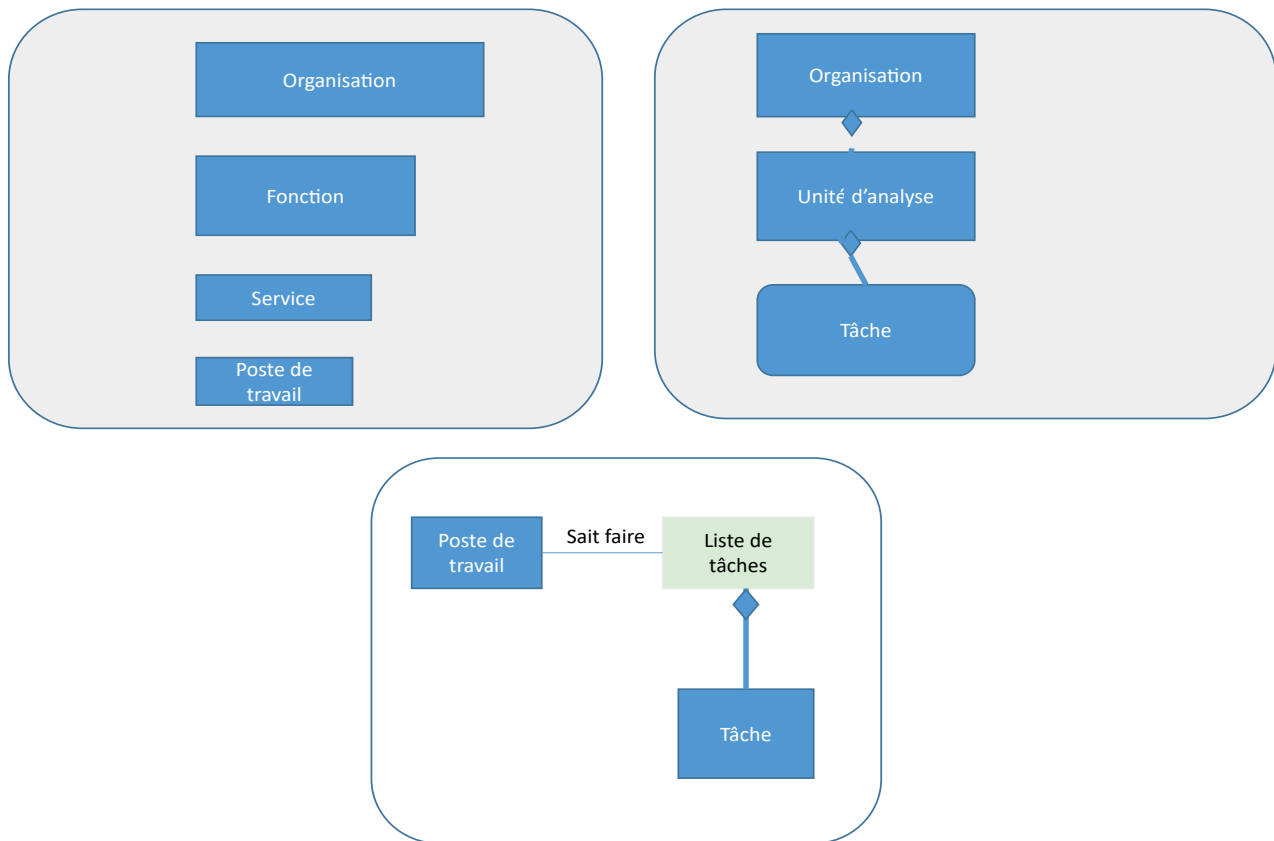 Organisation
Fonction
Service
Poste de
travail
Organisation
Unité d’analyse
Tâche
Poste de
travail
Sait faire
Liste de
tâches
Tâche